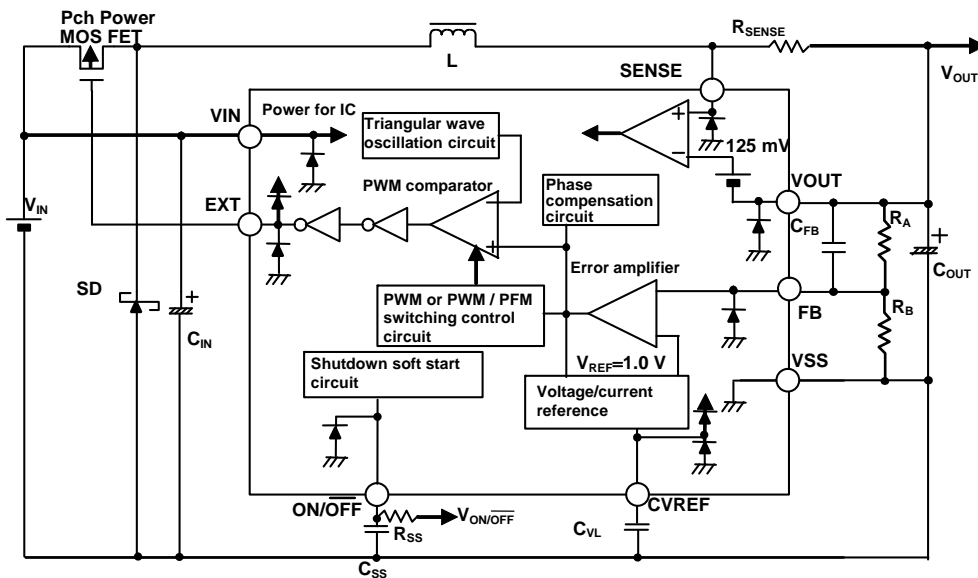 Pch Power
MOS FET
L
RSENSE
SENSE
VOUT
VIN
Power for IC
Triangular wave
oscillation circuit
125 mV
PWM comparator
Phase
compensation
circuit
VOUT
EXT
VIN
CFB
RA
+
COUT
Error amplifier
SD
+
CIN
PWM or PWM / PFM
switching control
circuit
FB
RB
VREF=1.0 V
VSS
Shutdown soft start
circuit
Voltage/current
reference
ON/OFF
VON/OFF
RSS
CSS
CVREF
CVL
+
−
+
−